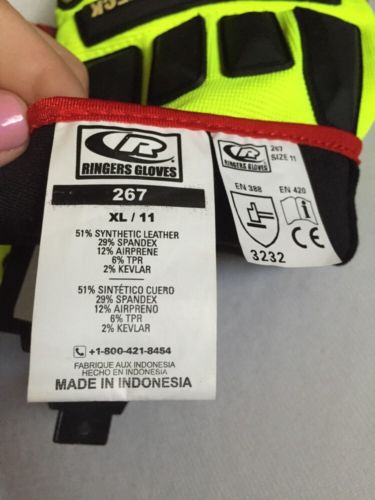 R
RINGERS GLOVES
267
XL / 11
51% SYNTHETIC LEATHER
29% SPANDEX
12% AIRPRENE
6% TPR
2% KEVLAR
51% SINTÉTICO CUERO
29% SPANDEX
12% AIRPRENO
6% TPR
2% KEVLAR
+1-800-421-8454
FABRIQUE AUX INDONESIA
HECHO EN INDONESIA
MADE IN INDONESIA
R
RINGERS GLOVES
267
SIZE 11
EN 388
EN 420
i
CE
3232